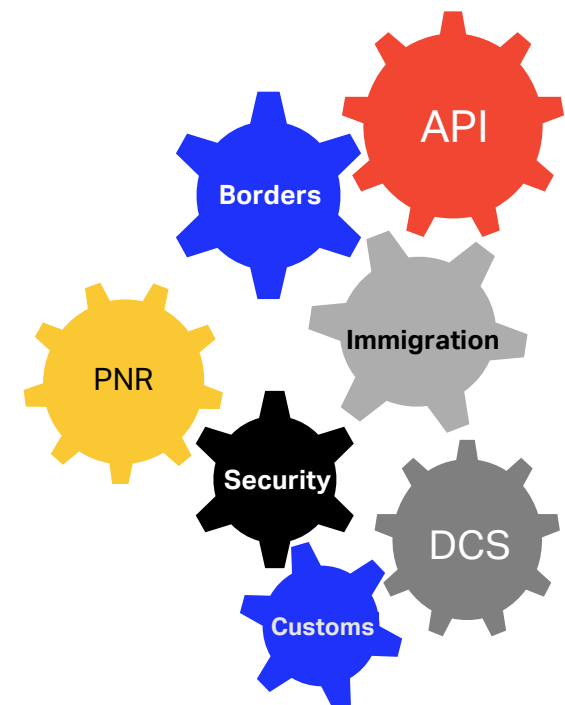 API
Borders
Immigration
PNR
Security
DCS
Customs